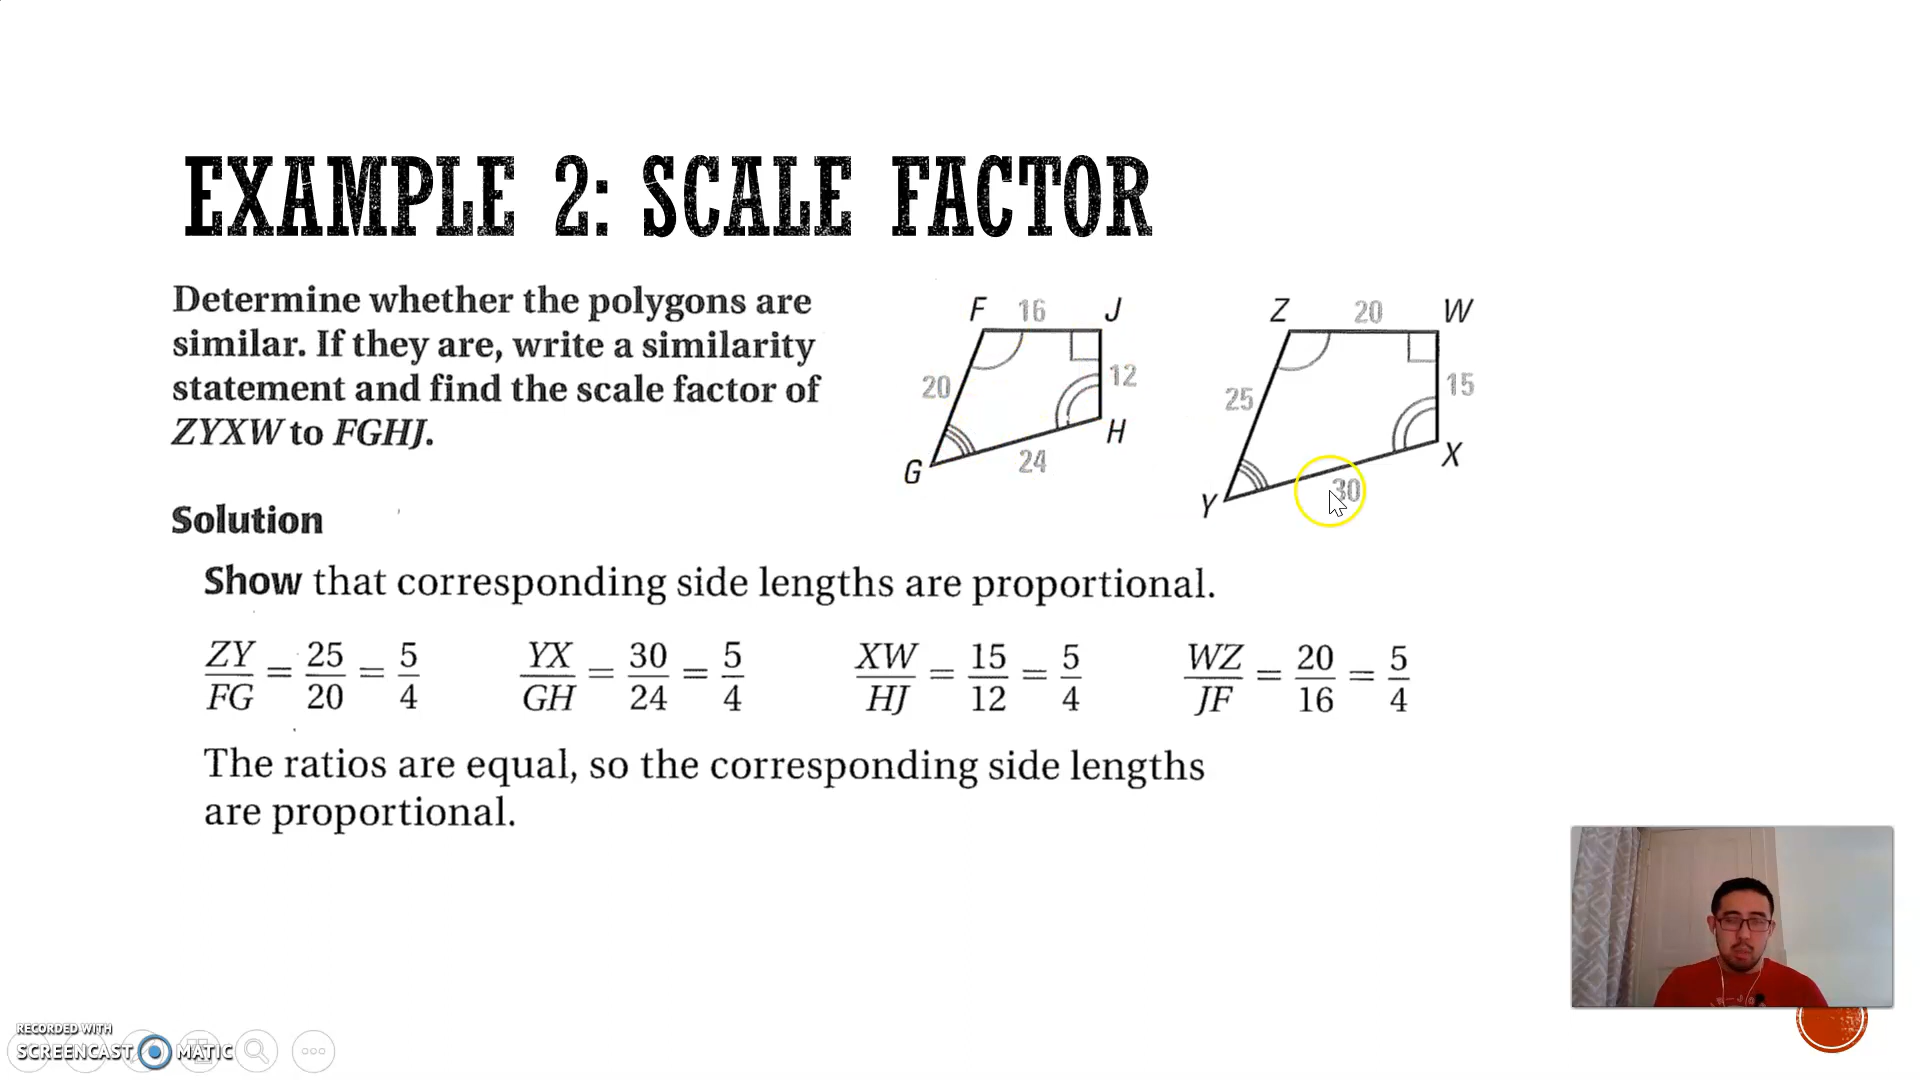 EXAMPLE 2: SCALE FACTOR
Determine whether the polygons are
similar. If they are, write a similarity
statement and find the scale factor of
ZYXW to FGHJ.
F 16 J
20 12
H
24
G
Z 20 W
25 15
X
30
Y
Solution
Show that corresponding side lengths are proportional.
ZY/FG = 25/20 = 5/4 YX/GH = 30/24 = 5/4 XW/HJ = 15/12 = 5/4 WZ/JF = 20/16 = 5/4
The ratios are equal, so the corresponding side lengths
are proportional.
RECORDED WITH
SCREENCAST MATIC